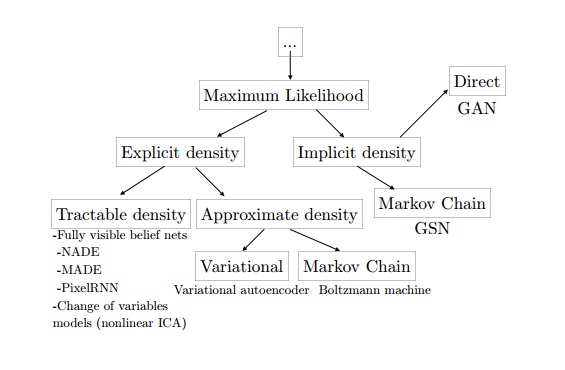 ...
Maximum Likelihood
Direct
GAN
Explicit density
Implicit density
Markov Chain
GSN
Tractable density
-Fully visible belief nets
-NADE
-MADE
-PixelRNN
-Change of variables
models (nonlinear ICA)
Approximate density
Variational
Variational autoencoder
Markov Chain
Boltzmann machine